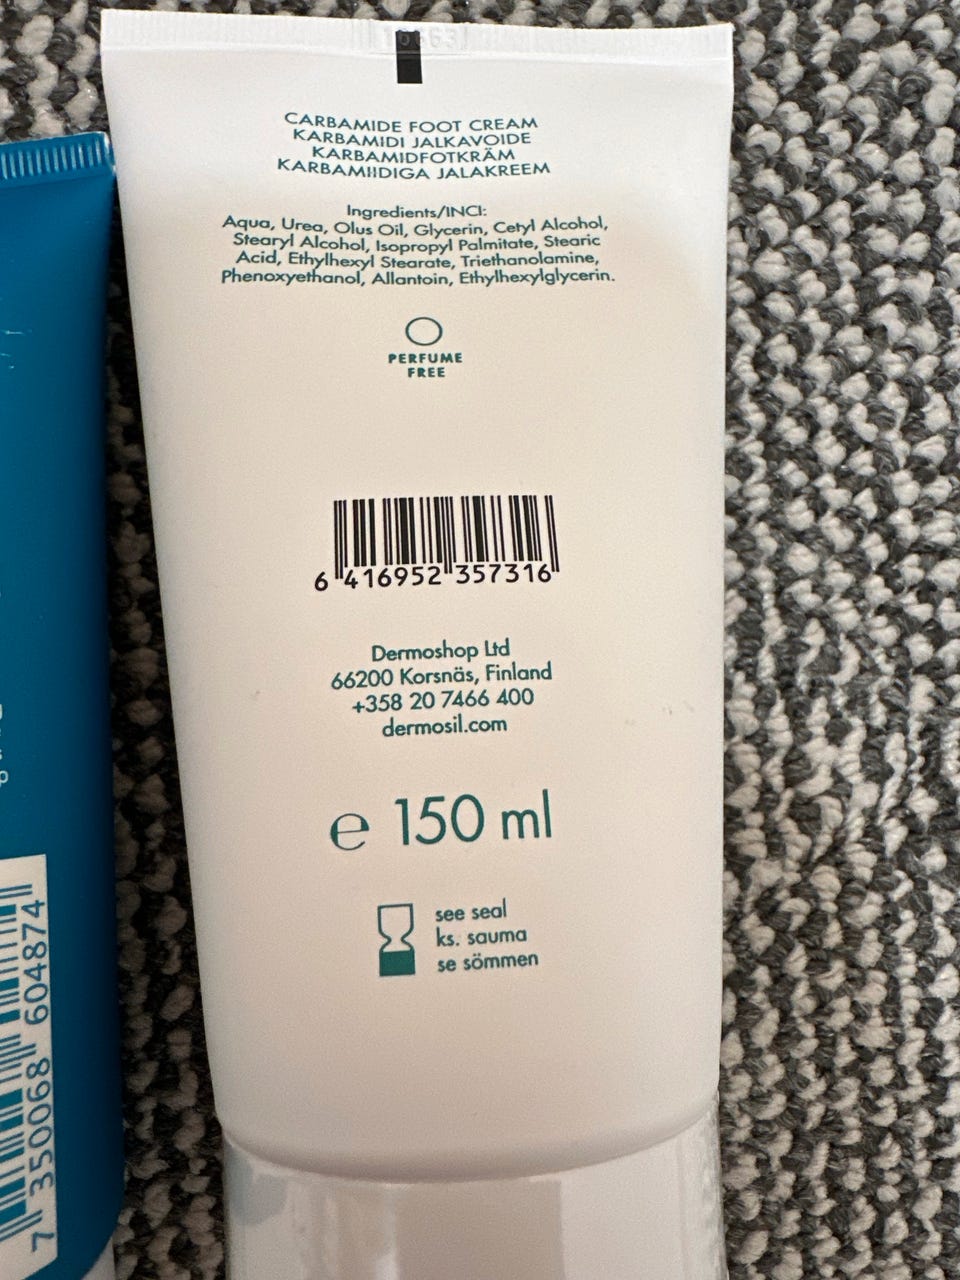 CARBAMIDE FOOT CREAM
KARBAMIDI JALKAVOIDE
KARBAMIDFOTKRÄM
KARBAMIIDIGA JALAKREEM
Ingredients/INCI:
Aqua, Urea, Olus Oil, Glycerin, Cetyl Alcohol,
Stearyl Alcohol, Isopropyl Palmitate, Stearic
Acid, Ethylhexyl Stearate, Triethanolamine,
Phenoxyethanol, Allantoin, Ethylhexylglycerin.
PERFUME
FREE
6 416952 357316
Dermoshop Ltd
66200 Korsnäs, Finland
+358 20 7466 400
dermosil.com
e 150 ml
see seal
ks. sauma
se sömmen
7 350068 604874